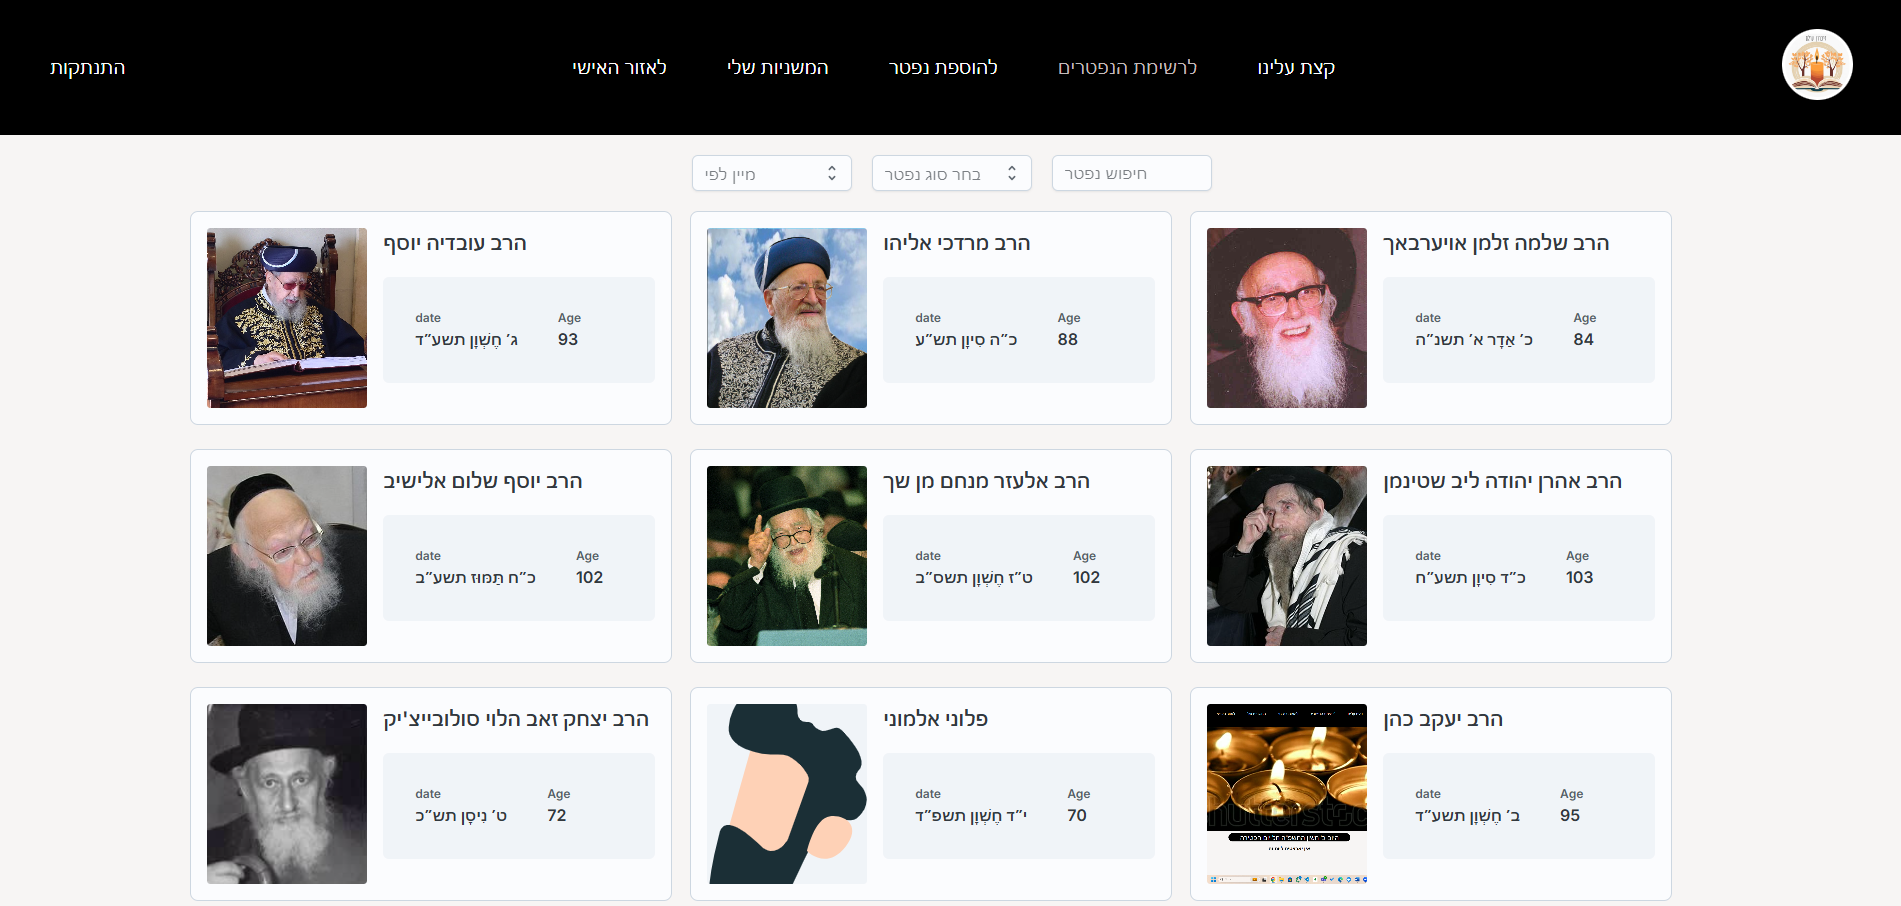 קצת עלינו
לרשימת הנפטרים
להוספת נפטר
המשניות שלי
לאזור האישי
התנתקות
חיפוש נפטר
בחר סוג נפטר
מיין לפי
הרב שלמה זלמן אויערבאך
date Age
כ׳ אַדָר א׳ תשנ״ה 84
הרב מרדכי אליהו
date Age
כ״ה סִיוָן תש״ע 88
הרב עובדיה יוסף
date Age
ג׳ חֶשְׁוָן תשע״ד 93
הרב אהרן יהודה ליב שטינמן
date Age
כ״ד סִיוָן תשע״ח 103
הרב אלעזר מנחם מן שך
date Age
ט״ז חֶשְׁוָן תשס״ב 102
הרב יוסף שלום אלישיב
date Age
כ״ח תַּמּוּז תשע״ב 102
הרב יעקב כהן
date Age
ב׳ חֶשְׁוָן תשע״ד 95
פלוני אלמוני
date Age
י״ד חֶשְׁוָן תשפ״ד 70
הרב יצחק זאב הלוי סולובייצ'יק
date Age
ט׳ נִיסָן תש״כ 72